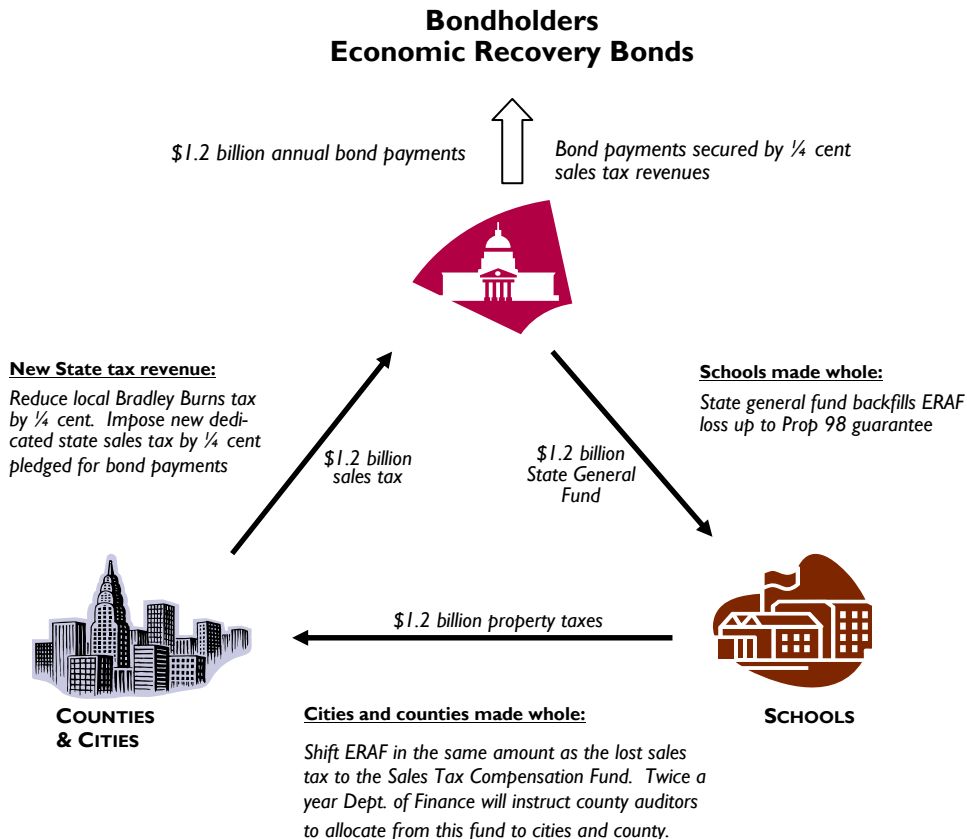 Bondholders
Economic Recovery Bonds
$1.2 billion annual bond payments
Bond payments secured by ¼ cent
sales tax revenues
New State tax revenue:
Reduce local Bradley Burns tax
by ¼ cent. Impose new dedi-
cated state sales tax by ¼ cent
pledged for bond payments
$1.2 billion
sales tax
$1.2 billion
State General
Fund
Schools made whole:
State general fund backfills ERAF
loss up to Prop 98 guarantee
$1.2 billion property taxes
COUNTIES
& CITIES
SCHOOLS
Cities and counties made whole:
Shift ERAF in the same amount as the lost sales
tax to the Sales Tax Compensation Fund. Twice a
year Dept. of Finance will instruct county auditors
to allocate from this fund to cities and county.